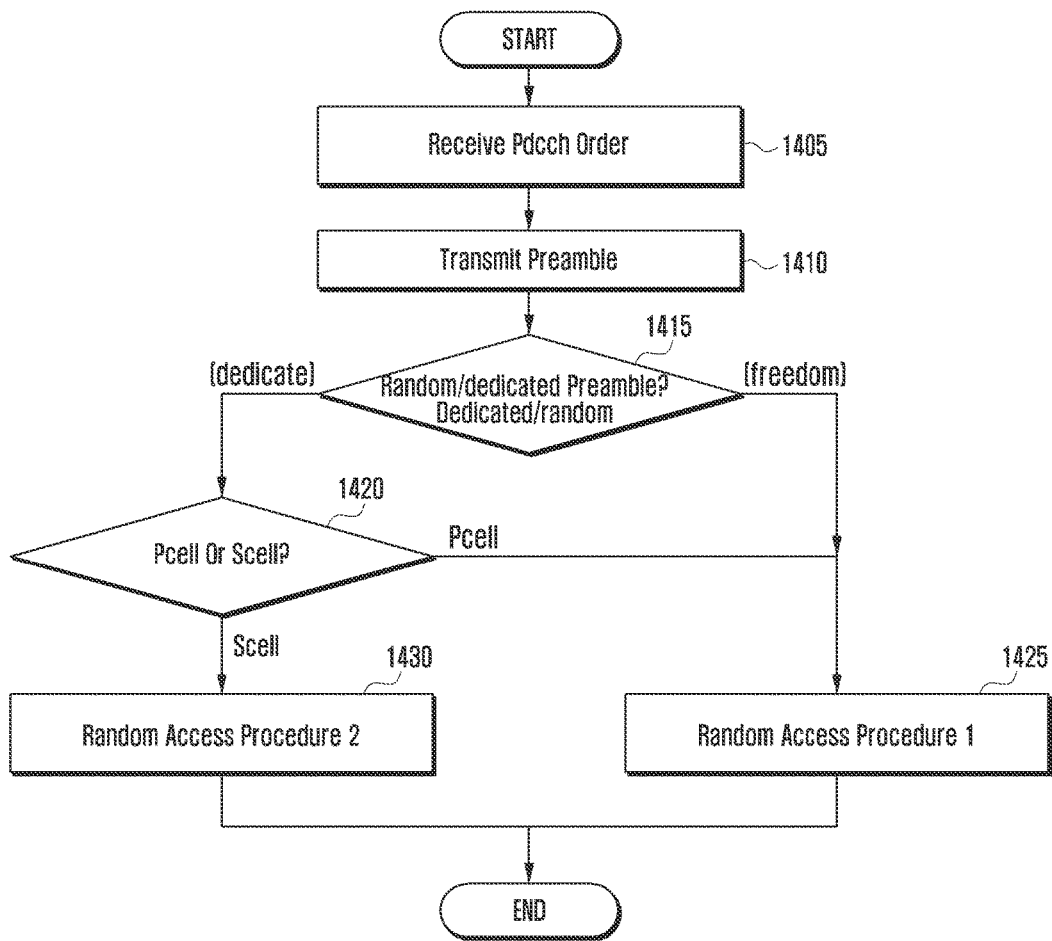 START
Receive Pdcch Order
1405
Transmit Preamble
1410
1415
(dedicate)
Random/dedicated Preamble?
Dedicated/random
(freedom)
1420
Pcell Or Scell?
Pcell
Scell
1430
1425
Random Access Procedure 2
Random Access Procedure 1
END